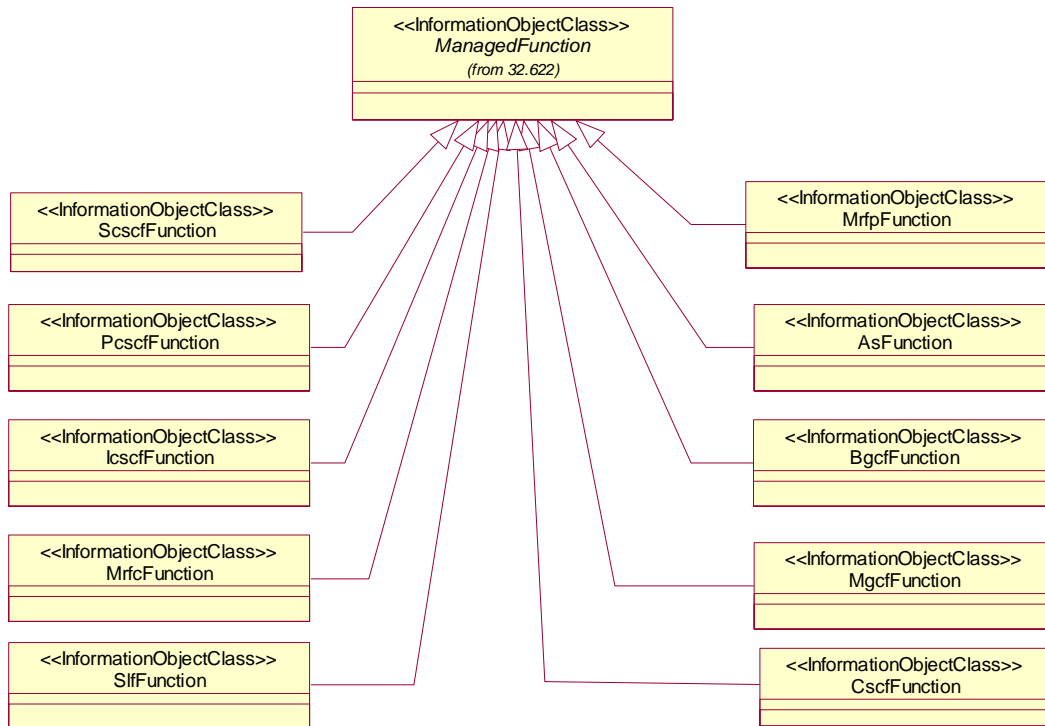 <<InformationObjectClass>>
ManagedFunction
(from 32.622)
<<InformationObjectClass>>
ScscfFunction
<<InformationObjectClass>>
PcscfFunction
<<InformationObjectClass>>
IcscfFunction
<<InformationObjectClass>>
MrfcFunction
<<InformationObjectClass>>
SlfFunction
<<InformationObjectClass>>
MrfpFunction
<<InformationObjectClass>>
AsFunction
<<InformationObjectClass>>
BgcfFunction
<<InformationObjectClass>>
MgcfFunction
<<InformationObjectClass>>
CscfFunction